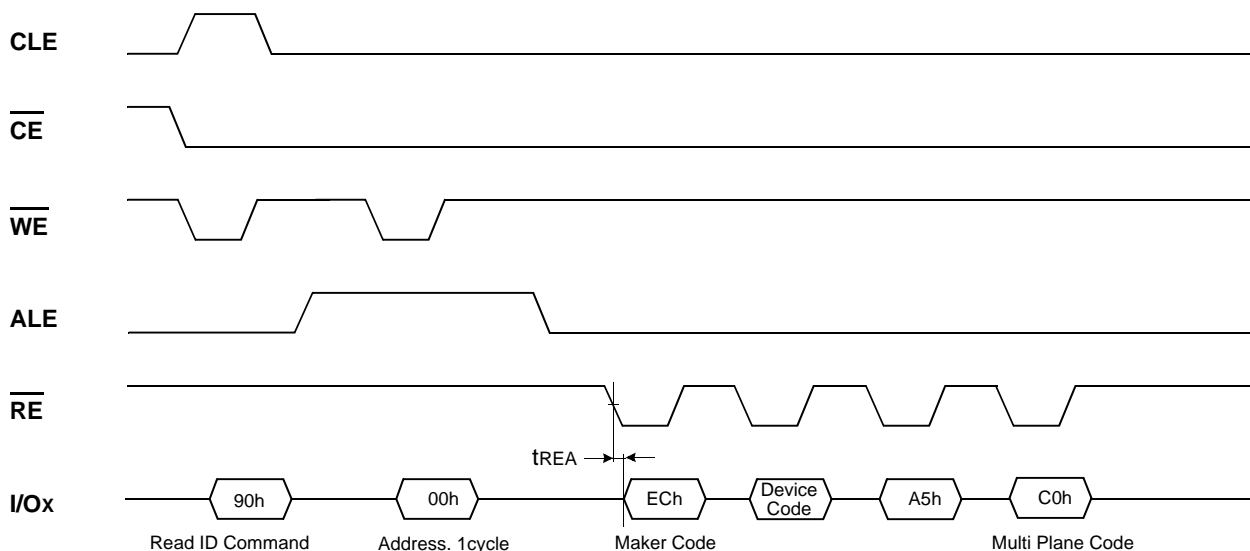 CLE
CE
WE
ALE
RE
tREA
I/Ox
90h
00h
ECh
Device
Code
A5h
C0h
Read ID Command
Address. 1cycle
Maker Code
Multi Plane Code